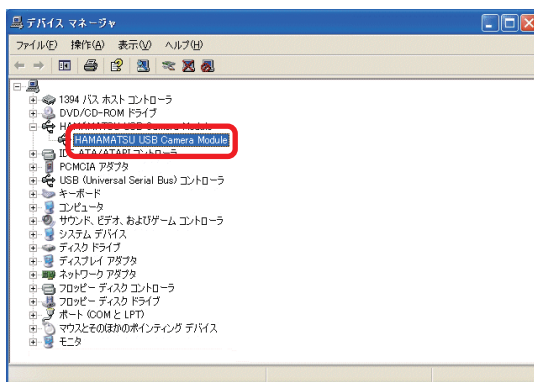 デバイス マネージャ
ファイル(F) 操作(A) 表示(V) ヘルプ(H)
1394 バス ホスト コントローラ
DVD/CD-ROM ドライブ
HAMAMATSU USB Camera Module
HAMAMATSU USB Camera Module
IDE ATA/ATAPI コントローラ
PCMCIA アダプタ
USB (Universal Serial Bus) コントローラ
キーボード
コンピュータ
サウンド、ビデオ、およびゲーム コントローラ
システム デバイス
ディスク ドライブ
ディスプレイ アダプタ
ネットワーク アダプタ
フロッピー ディスク コントローラ
フロッピー ディスク ドライブ
ポート (COM と LPT)
マウスとそのほかのポインティング デバイス
モニタ